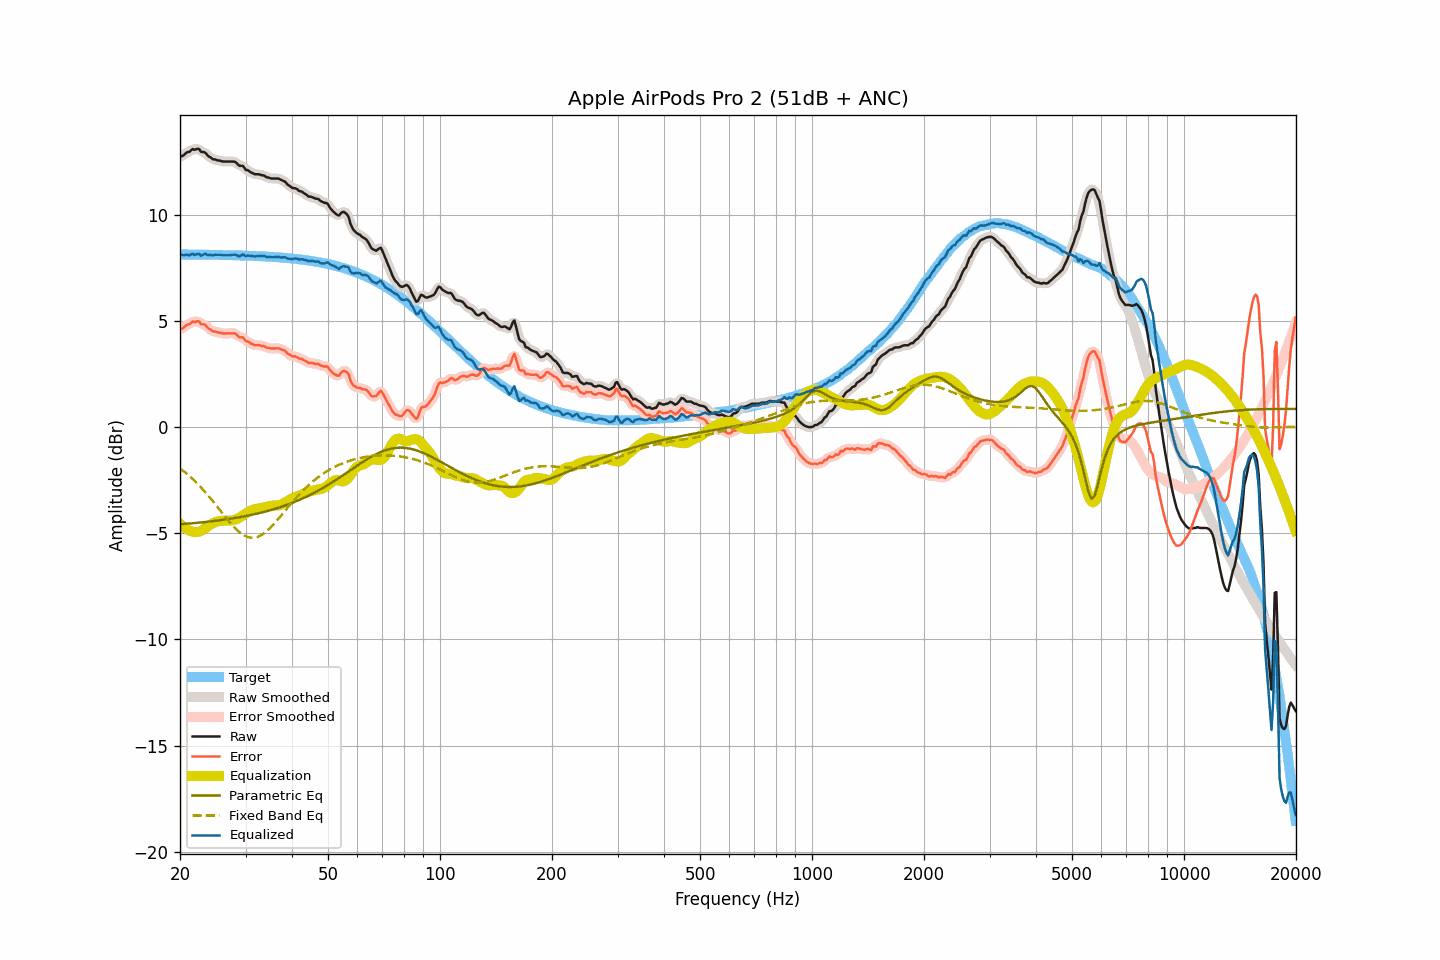 Apple AirPods Pro 2 (51dB + ANC)
Amplitude (dBr)
10
5
0
−5
−10
−15
−20
Target
Raw Smoothed
Error Smoothed
Raw
Error
Equalization
Parametric Eq
Fixed Band Eq
Equalized
20 50 100 200 500 1000 2000 5000 10000 20000
Frequency (Hz)